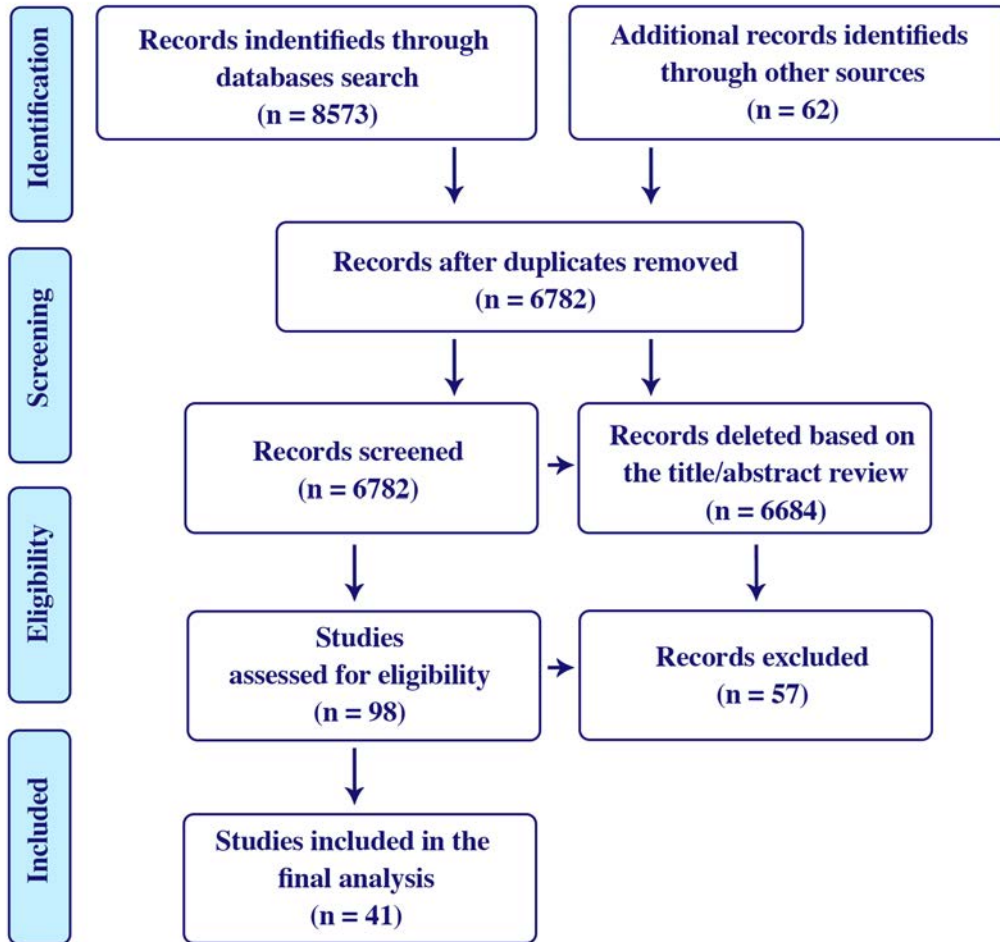 Identification
Records indentifieds through
databases search
(n = 8573)
Additional records identifieds
through other sources
(n = 62)
Screening
Records after duplicates removed
(n = 6782)
Records screened
(n = 6782)
Records deleted based on
the title/abstract review
(n = 6684)
Eligibility
Studies
assessed for eligibility
(n = 98)
Records excluded
(n = 57)
Included
Studies included in the
final analysis
(n = 41)